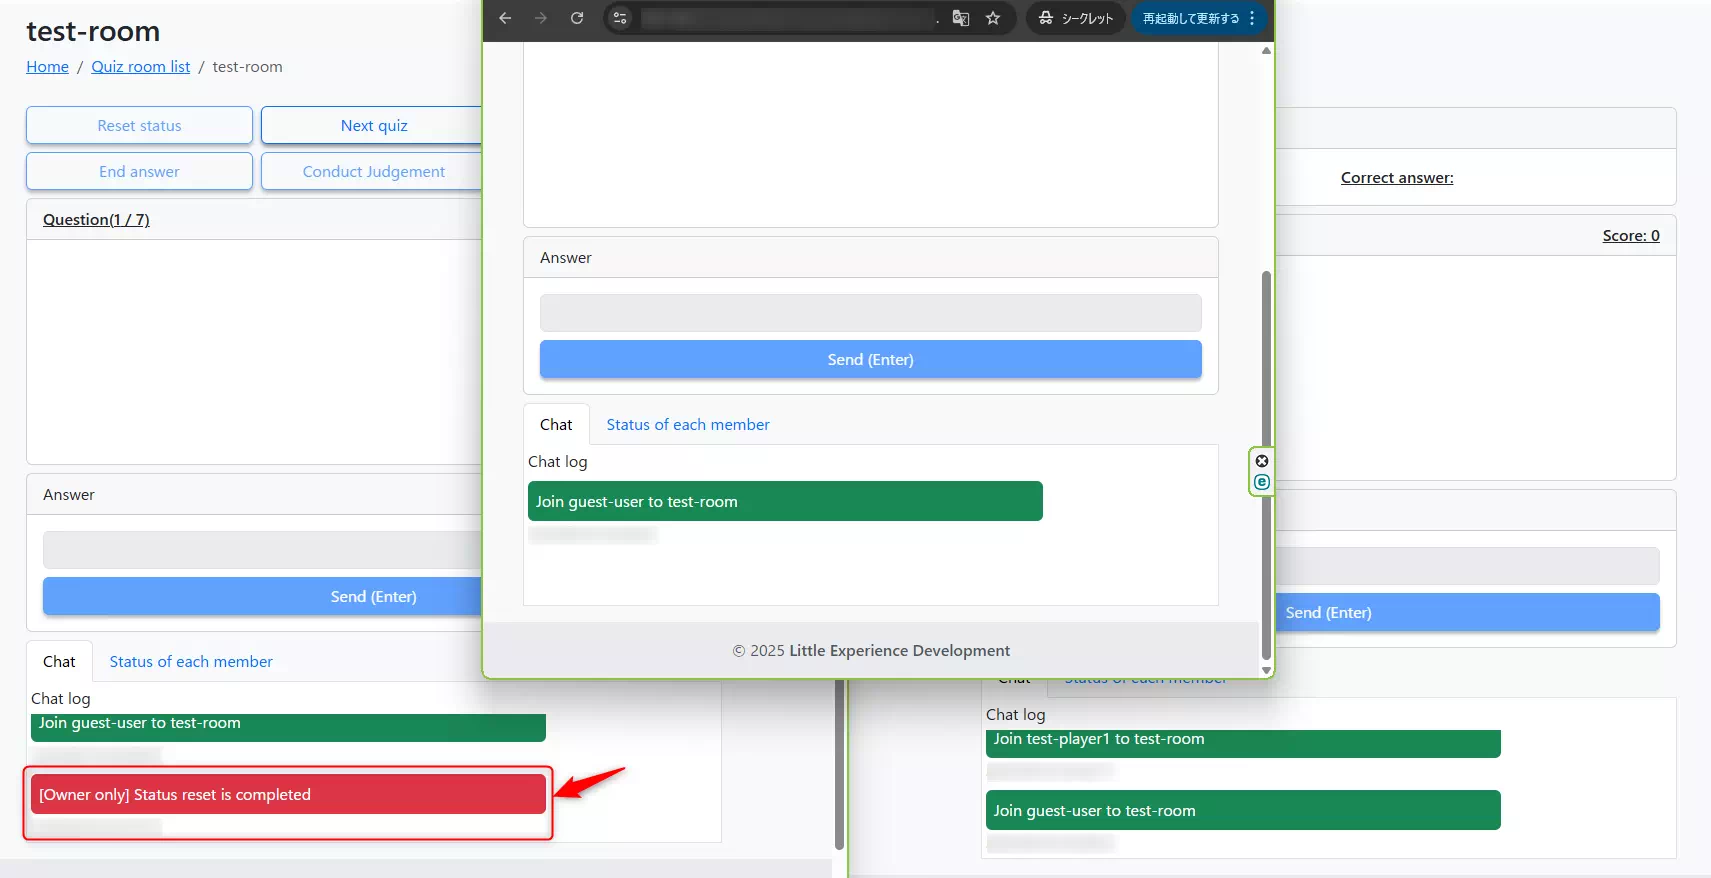 test-room
Home / Quiz room list / test-room
Reset status
Next quiz
End answer
Conduct Judgement
Question(1 / 7)
Answer
Send (Enter)
Chat
Status of each member
Chat log
Join guest-user to test-room
[Owner only] Status reset is completed
シークレット
再起動して更新する
Answer
Send (Enter)
Chat
Status of each member
Chat log
Join guest-user to test-room
© 2025 Little Experience Development
Correct answer:
Score: 0
Send (Enter)
Chat
Status of each member
Chat log
Join test-player1 to test-room
Join guest-user to test-room